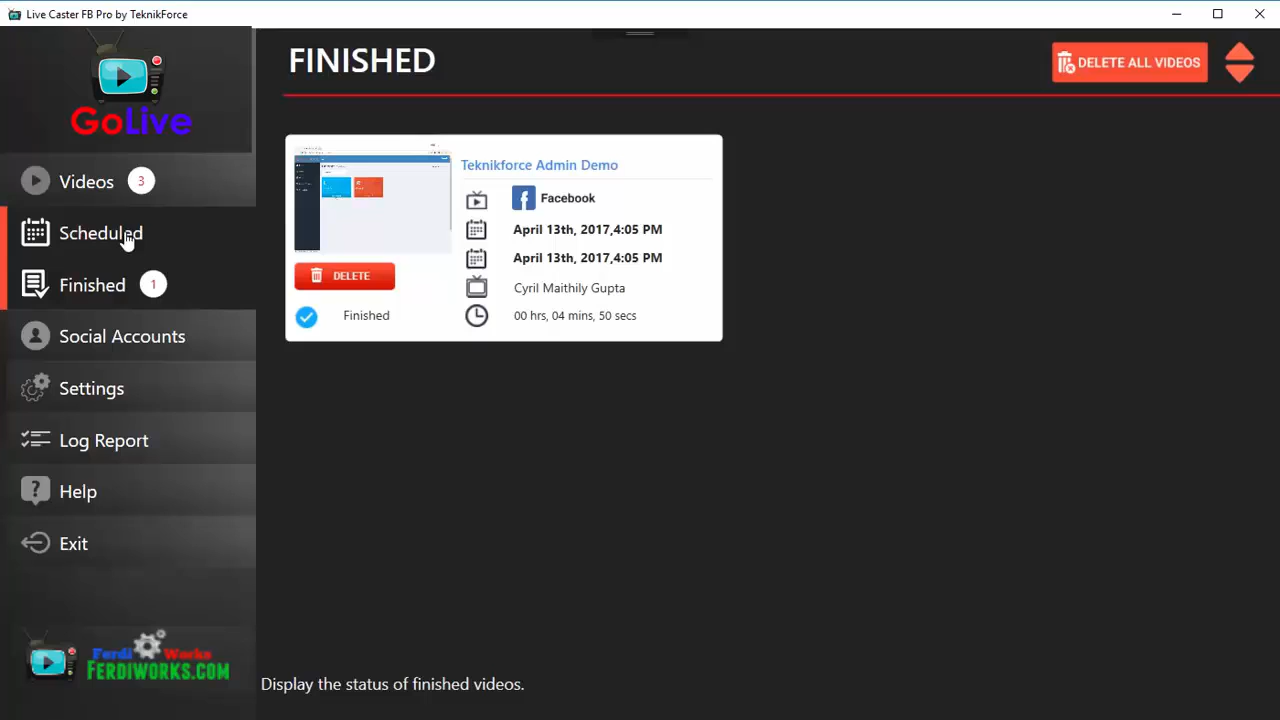 Live Caster FB Pro by TeknikForce
GoLive
Videos 3
Scheduled
Finished 1
Social Accounts
Settings
Log Report
Help
Exit
Ferdi Works
FERDIWORKS.COM
FINISHED
DELETE ALL VIDEOS
Teknikforce Admin Demo
Facebook
April 13th, 2017,4:05 PM
April 13th, 2017,4:05 PM
DELETE
Cyril Maithily Gupta
Finished
00 hrs, 04 mins, 50 secs
Display the status of finished videos.